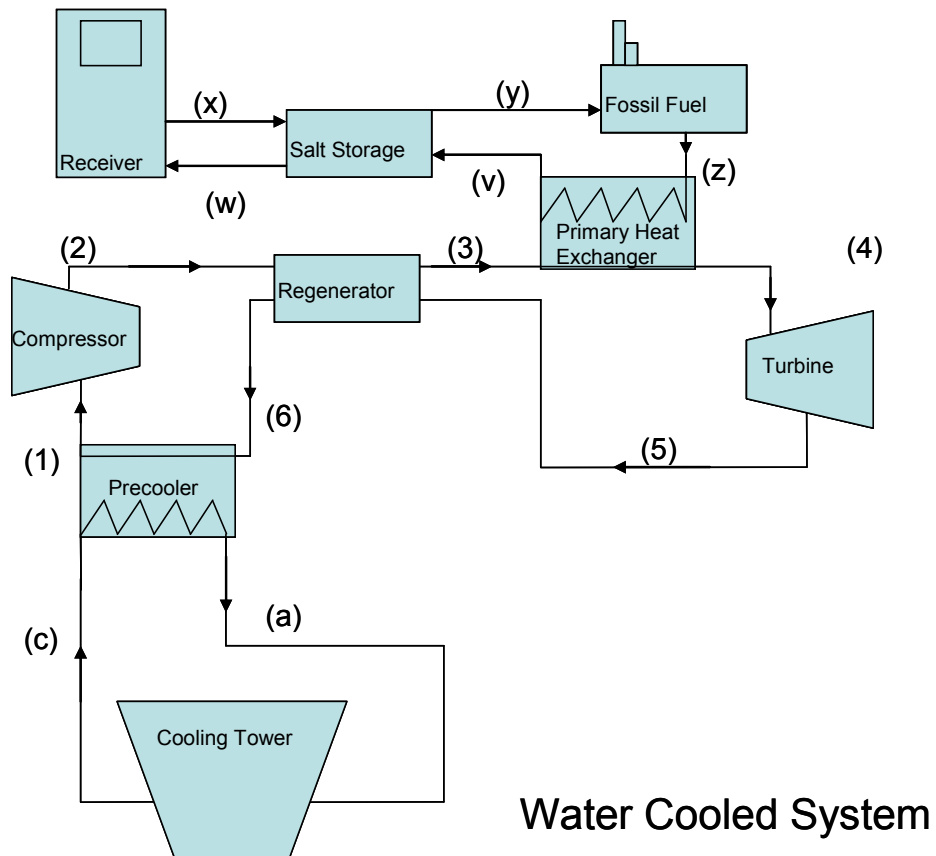 (x)
(y)
Fossil Fuel
Salt Storage
Receiver
(v)
(z)
(w)
Primary Heat
Exchanger
(2)
(3)
(4)
Regenerator
Compressor
Turbine
(6)
(5)
(1)
Precooler
(a)
(c)
Cooling Tower
Water Cooled System